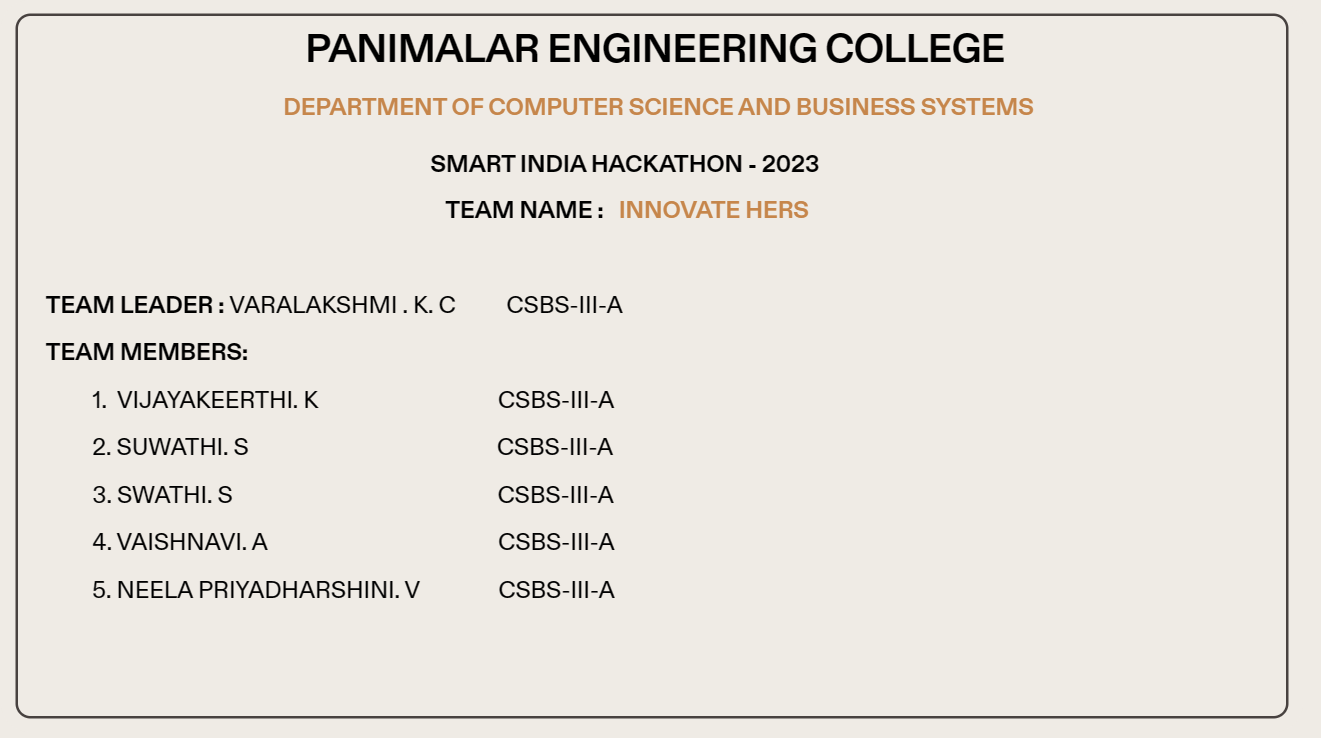 PANIMALAR ENGINEERING COLLEGE
DEPARTMENT OF COMPUTER SCIENCE AND BUSINESS SYSTEMS
SMART INDIA HACKATHON - 2023
TEAM NAME : INNOVATE HERS
TEAM LEADER : VARALAKSHMI . K. C CSBS-III-A
TEAM MEMBERS:
1. VIJAYAKEERTHI. K CSBS-III-A
2. SUWATHI. S CSBS-III-A
3. SWATHI. S CSBS-III-A
4. VAISHNAVI. A CSBS-III-A
5. NEELA PRIYADHARSHINI. V CSBS-III-A